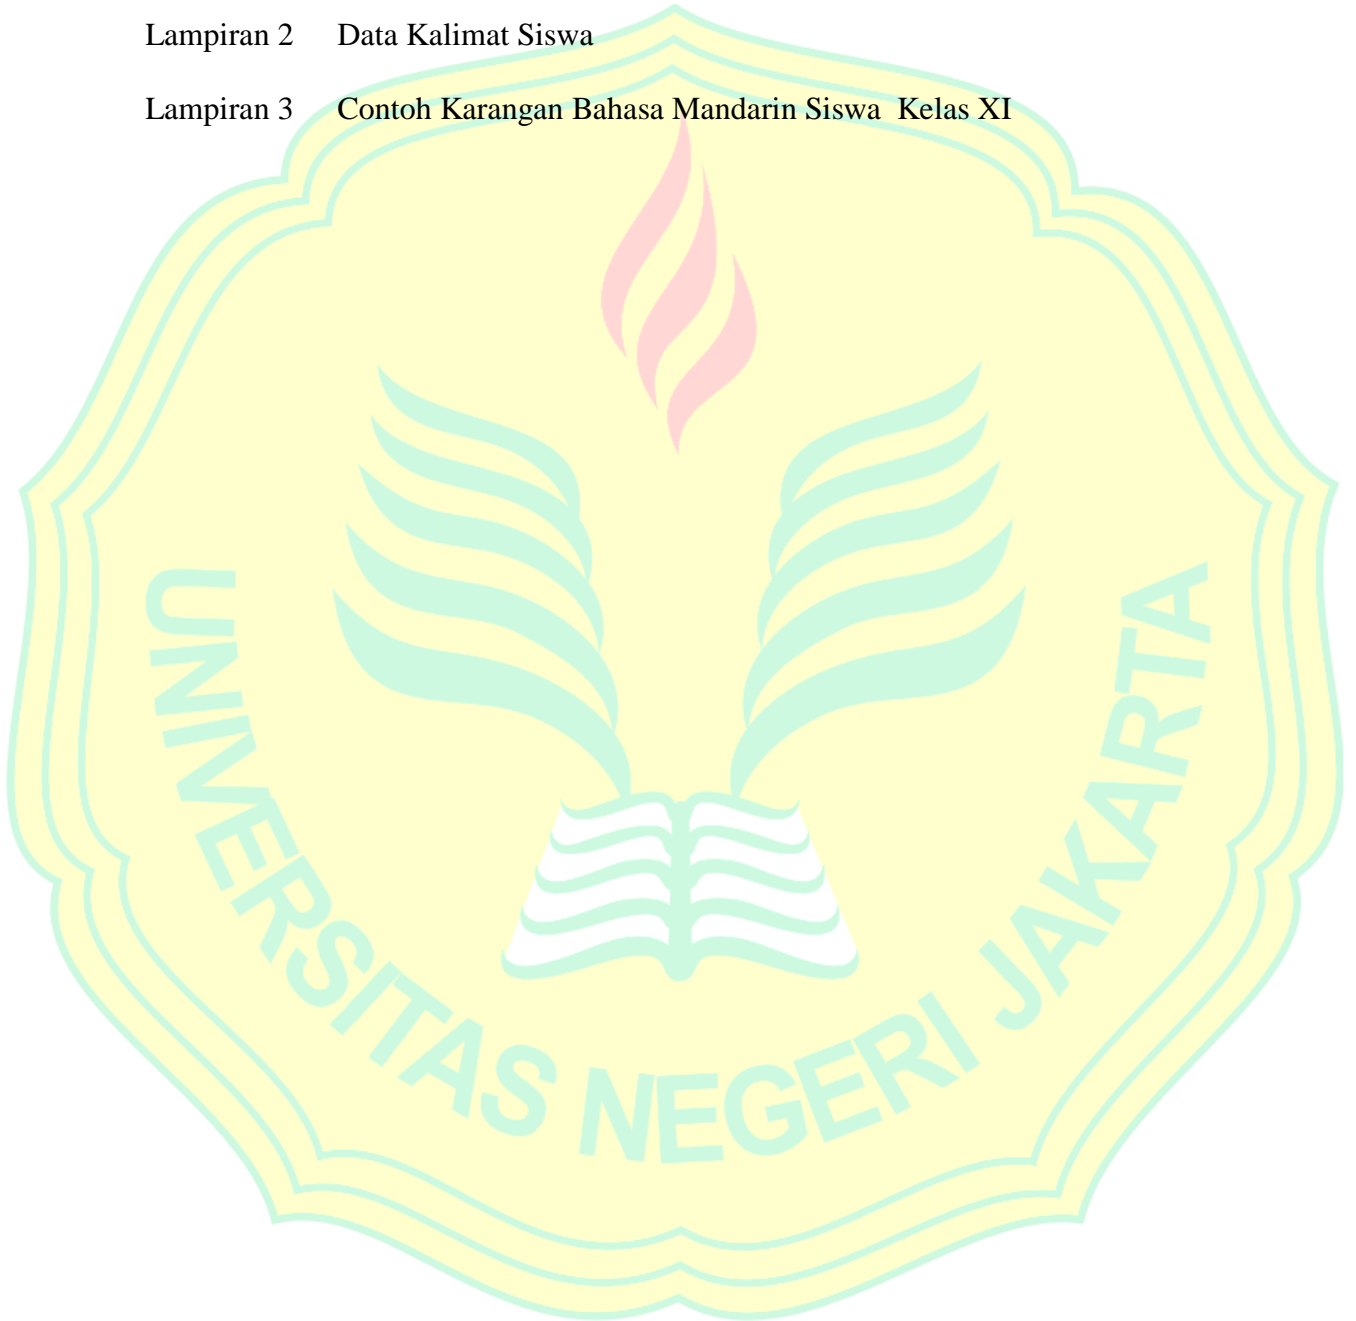 Lampiran 2 Data Kalimat Siswa
Lampiran 3 Contoh Karangan Bahasa Mandarin Siswa Kelas XI
UNIVERSITAS NEGERI JAKARTA